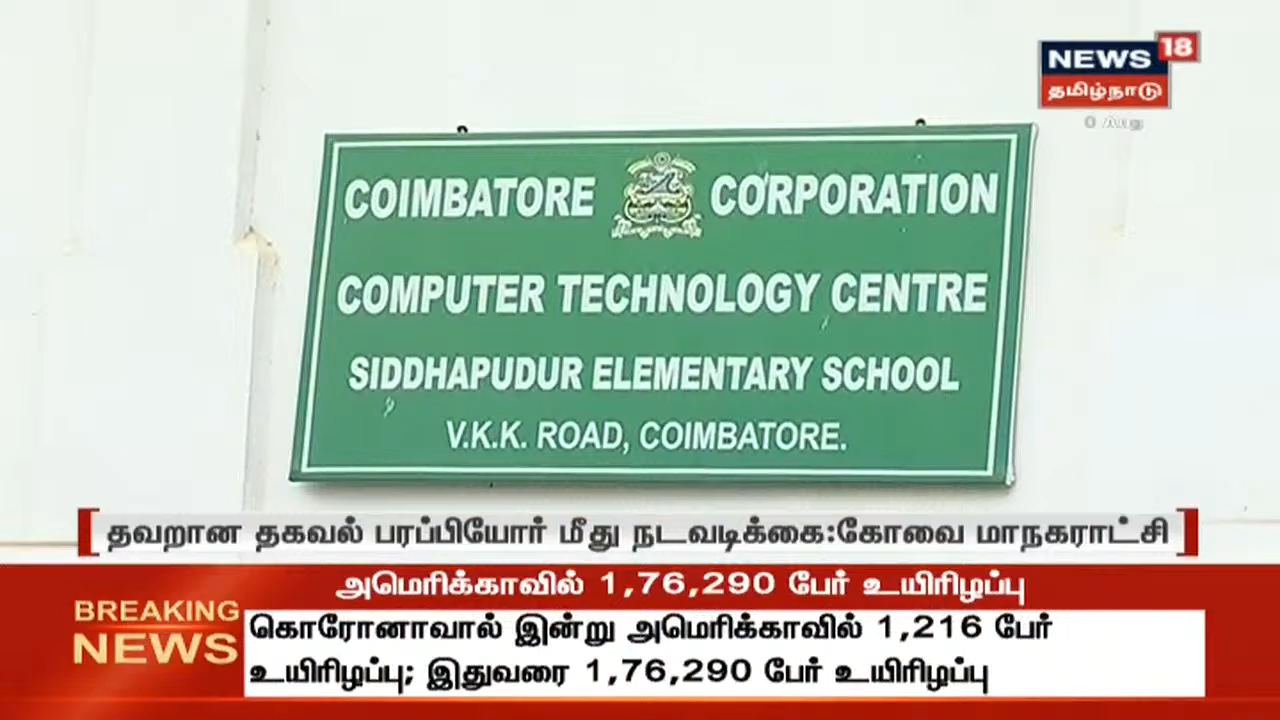 NEWS 18
தமிழ்நாடு
COIMBATORE CORPORATION
COMPUTER TECHNOLOGY CENTRE
SIDDHAPUDUR ELEMENTARY SCHOOL
V.K.K. ROAD, COIMBATORE.
தவறான தகவல் பரப்பியோர் மீது நடவடிக்கை:கோவை மாநகராட்சி
அமெரிக்காவில் 1,76,290 பேர் உயிரிழப்பு
BREAKING
NEWS
கொரோனாவால் இன்று அமெரிக்காவில் 1,216 பேர்
உயிரிழப்பு; இதுவரை 1,76,290 பேர் உயிரிழப்பு